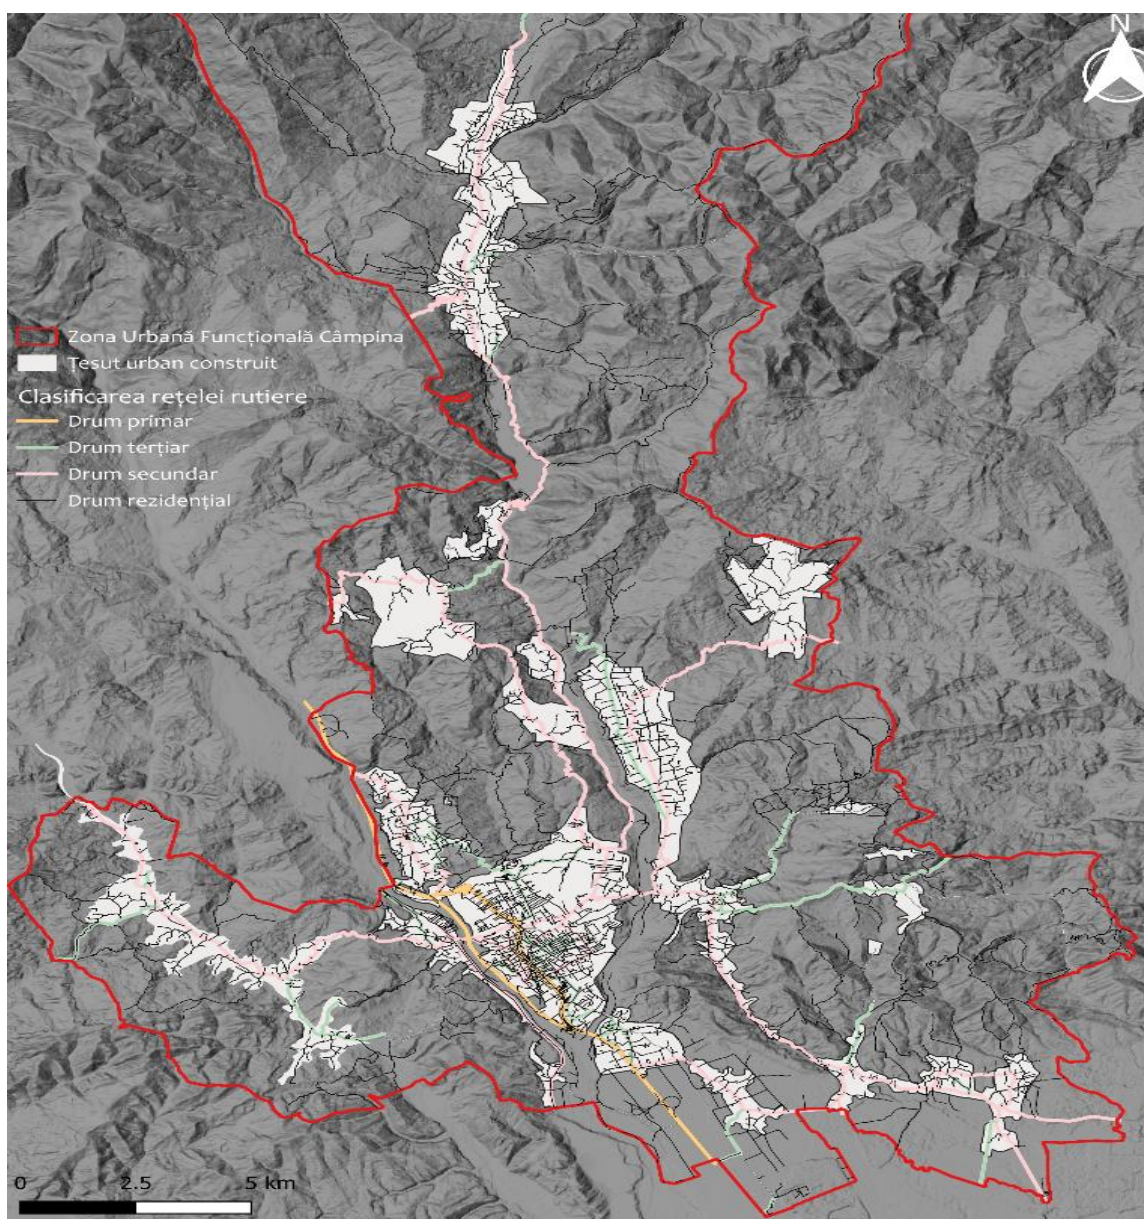 N
Zona Urbană Funcțională Câmpina
Țesut urban construit
Clasificarea rețelei rutiere
Drum primar
Drum terțiar
Drum secundar
Drum rezidențial
0 2.5 5 km